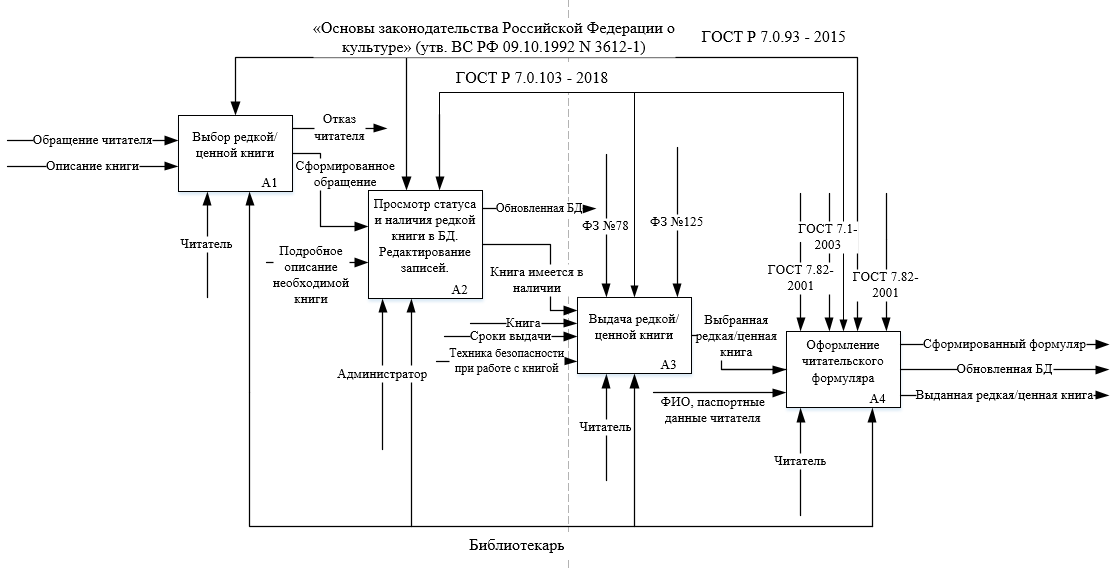 «Основы законодательства Российской Федерации о
культуре» (утв. ВС РФ 09.10.1992 N 3612-1)
ГОСТ Р 7.0.93 - 2015
ГОСТ Р 7.0.103 - 2018
Обращение читателя
Описание книги
Выбор редкой/
ценной книги
А1
Отказ
читателя
Сформированное
обращение
Читатель
Просмотр статуса
и наличия редкой
книги в БД.
Редактирование
записей.
А2
Обновленная БД
Подробное
описание
необходимой
книги
Книга имеется в
наличии
Администратор
ФЗ №78
ФЗ №125
Книга
Сроки выдачи
Техника безопасности
при работе с книгой
Выдача редкой/
ценной книги
А3
Читатель
Выбранная
редкая/ценная
книга
ФИО, паспортные
данные читателя
ГОСТ 7.1-
2003
ГОСТ 7.82-
2001
ГОСТ 7.82-
2001
Оформление
читательского
формуляра
А4
Сформированный формуляр
Обновленная БД
Выданная редкая/ценная книга
Читатель
Библиотекарь